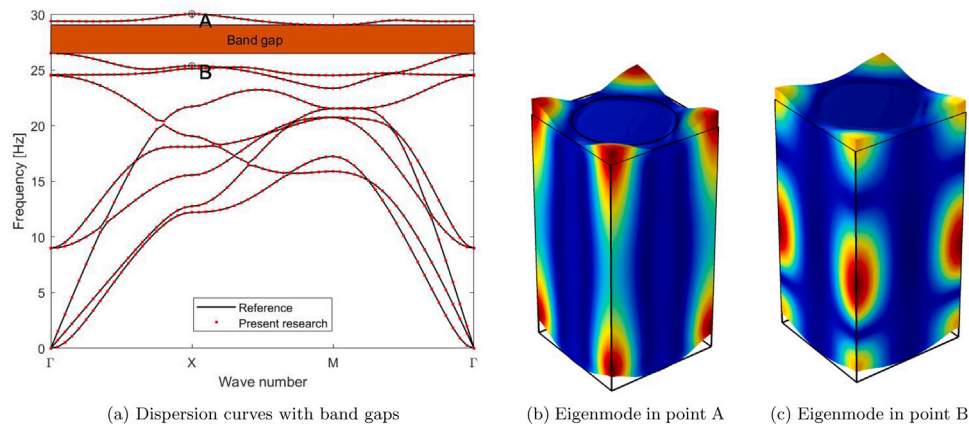 30
25
20
15
10
5
0
Frequency [Hz]
A
Band gap
B
Reference
Present research
Γ X M Γ
Wave number
(a) Dispersion curves with band gaps
(b) Eigenmode in point A
(c) Eigenmode in point B